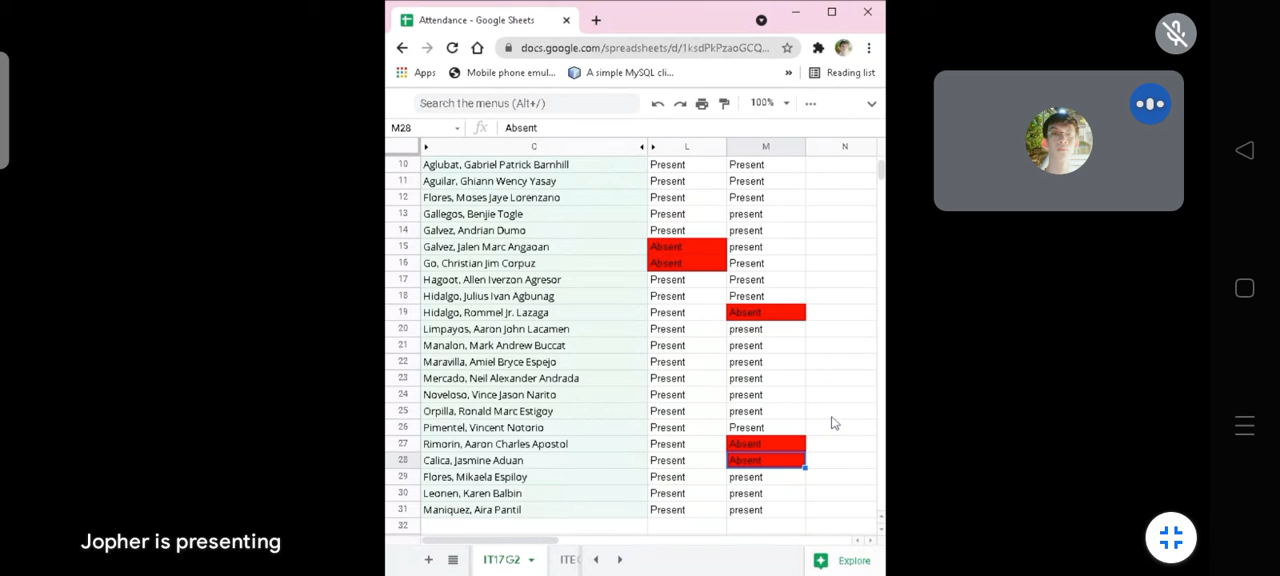 Attendance - Google Sheets
docs.google.com/spreadsheets/d/1ksdPkPzaoGCQ...
Apps Mobile phone emul... A simple MySQL cli... » Reading list
Search the menus (Alt+/) 100%
M28 fx Absent
C L M N
10 Aglubat, Gabriel Patrick Barnhill Present Present
11 Aguilar, Ghiann Wency Yasay Present Present
12 Flores, Moses Jaye Lorenzano Present Present
13 Gallegos, Benjie Tagle Present present
14 Galvez, Andrian Dumo Present present
15 Galvez, Jalen Marc Angaoan Absent present
16 Go, Christian Jim Corpuz Absent Present
17 Hagoot, Allen Iverzon Agresor Present Present
18 Hidalgo, Julius Ivan Agbunag Present Present
19 Hidalgo, Rommel Jr. Lazaga Present Absent
20 Limpayos, Aaron John Lacamen Present present
21 Manalon, Mark Andrew Buccat Present present
22 Maravilla, Amiel Bryce Espejo Present present
23 Mercado, Neil Alexander Andrada Present present
24 Noveloso, Vince Jason Narito Present present
25 Orpilla, Ronald Marc Estigoy Present present
26 Pimentel, Vincent Notorio Present Present
27 Rimorin, Aaron Charles Apostol Present Absent
28 Calica, Jasmine Aduan Present Absent
29 Flores, Mikaela Espiloy Present present
30 Leonen, Karen Balbin Present present
31 Maniquez, Aira Pantil Present present
32
IT17G2 ITE Explore
Jopher is presenting